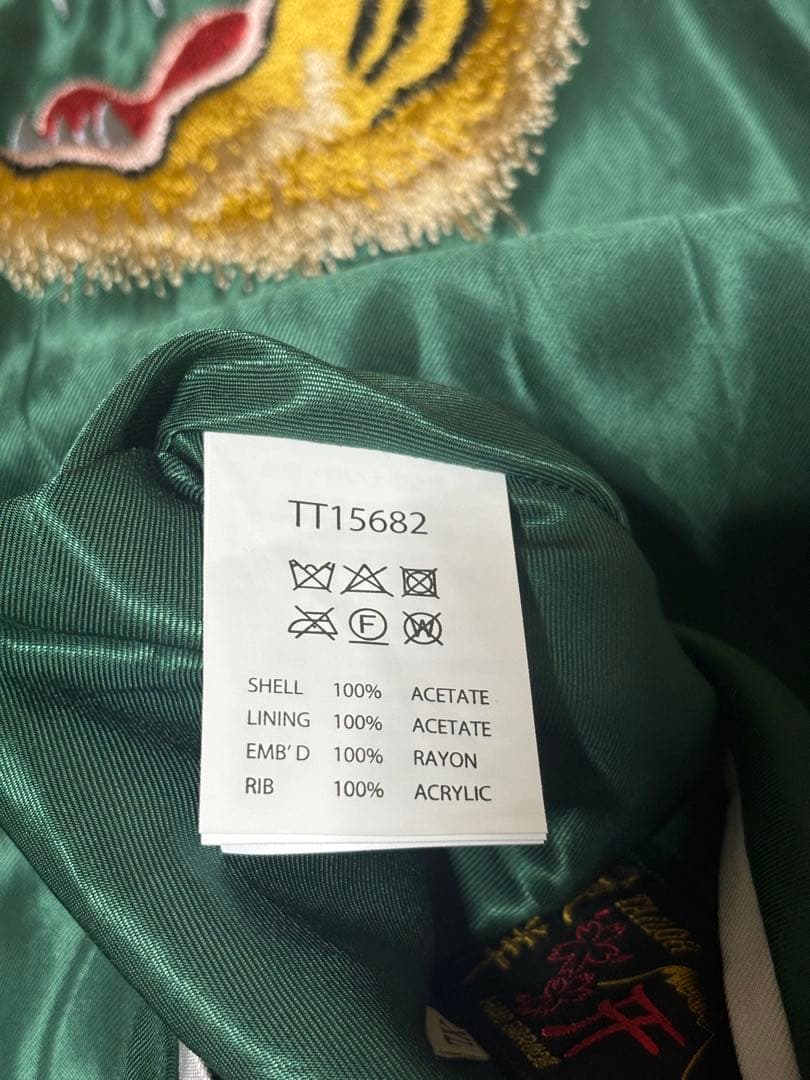 TT15682
F W
SHELL 100% ACETATE
LINING 100% ACETATE
EMB' D 100% RAYON
RIB 100% ACRYLIC